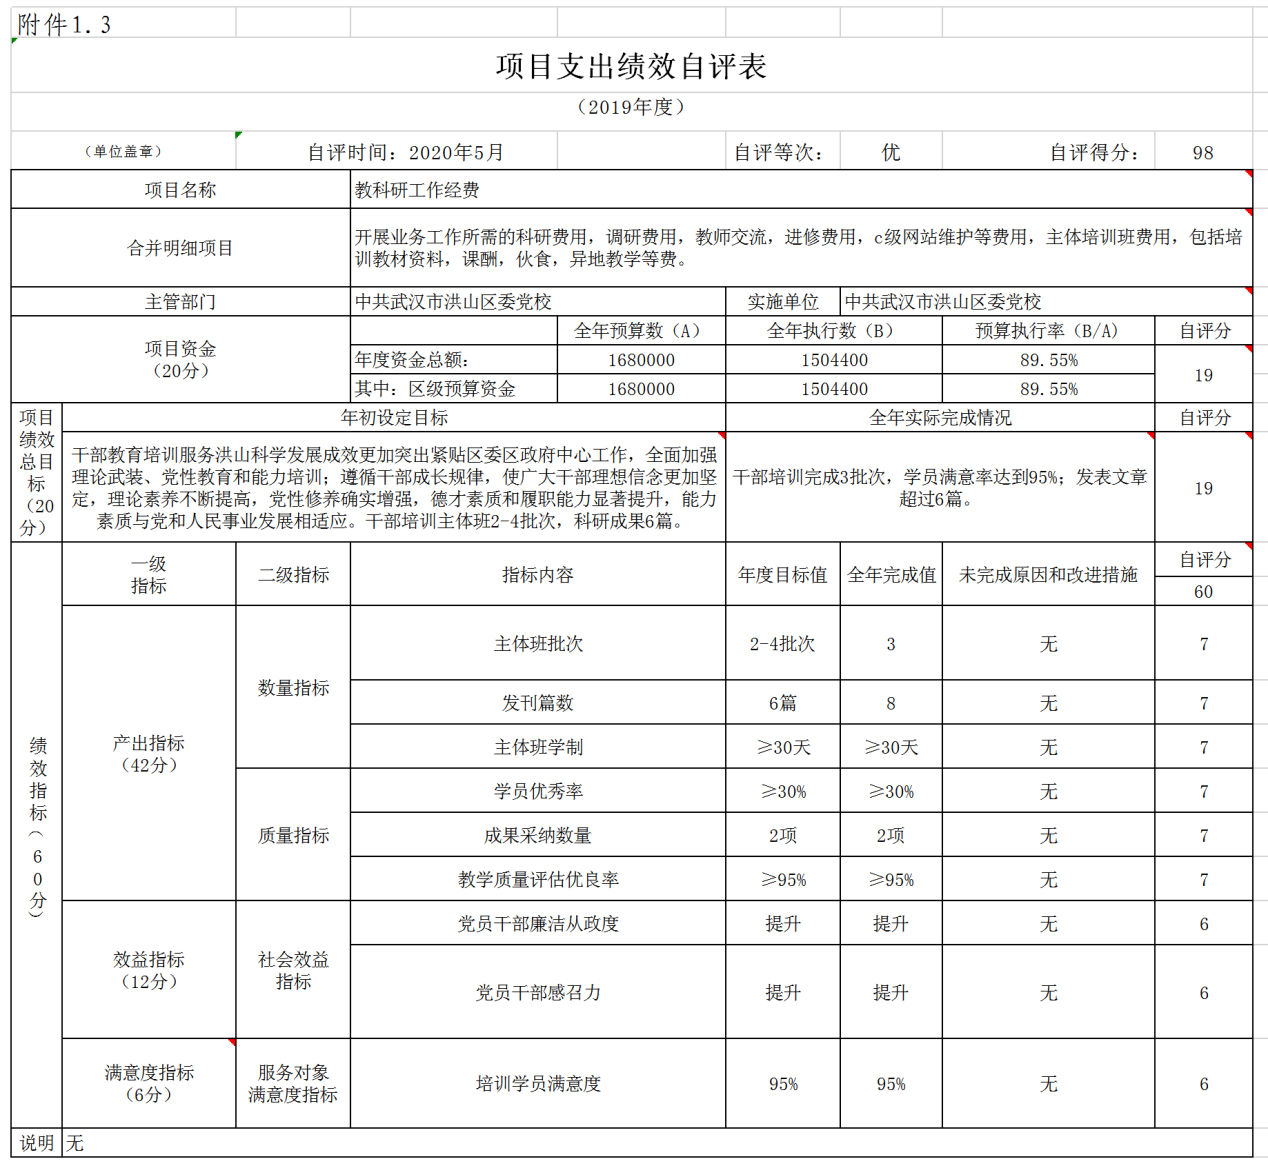 附件1.3
项目支出绩效自评表
（2019年度）
（单位盖章） 自评时间：2020年5月 自评等次： 优 自评得分： 98
项目名称 教科研工作经费
合并明细项目 开展业务工作所需的科研费用，调研费用，教师交流，进修费用，c级网站维护等费用，主体培训班费用，包括培
训教材资料，课酬，伙食，异地教学等费。
主管部门 中共武汉市洪山区委党校 实施单位 中共武汉市洪山区委党校
项目资金
（20分）
全年预算数（A） 全年执行数（B） 预算执行率（B/A） 自评分
年度资金总额： 1680000 1504400 89.55% 19
其中：区级预算资金 1680000 1504400 89.55%
项目
绩效
总目
标
（20
分）
年初设定目标 全年实际完成情况 自评分
干部教育培训服务洪山科学发展成效更加突出紧贴区委区政府中心工作，全面加强
理论武装、党性教育和能力培训；遵循干部成长规律，使广大干部理想信念更加坚
定，理论素养不断提高，党性修养确实增强，德才素质和履职能力显著提升，能力
素质与党和人民事业发展相适应。干部培训主体班2-4批次，科研成果6篇。
干部培训完成3批次，学员满意率达到95%；发表文章
超过6篇。
19
绩效指标（60分）
一级
指标
二级指标 指标内容 年度目标值 全年完成值 未完成原因和改进措施 自评分
60
产出指标
（42分）
数量指标
主体班批次 2-4批次 3 无 7
发刊篇数 6篇 8 无 7
主体班学制 ≥30天 ≥30天 无 7
质量指标
学员优秀率 ≥30% ≥30% 无 7
成果采纳数量 2项 2项 无 7
教学质量评估优良率 ≥95% ≥95% 无 7
效益指标
（12分）
社会效益
指标
党员干部廉洁从政度 提升 提升 无 6
党员干部感召力 提升 提升 无 6
满意度指标
（6分）
服务对象
满意度指标
培训学员满意度 95% 95% 无 6
说明 无